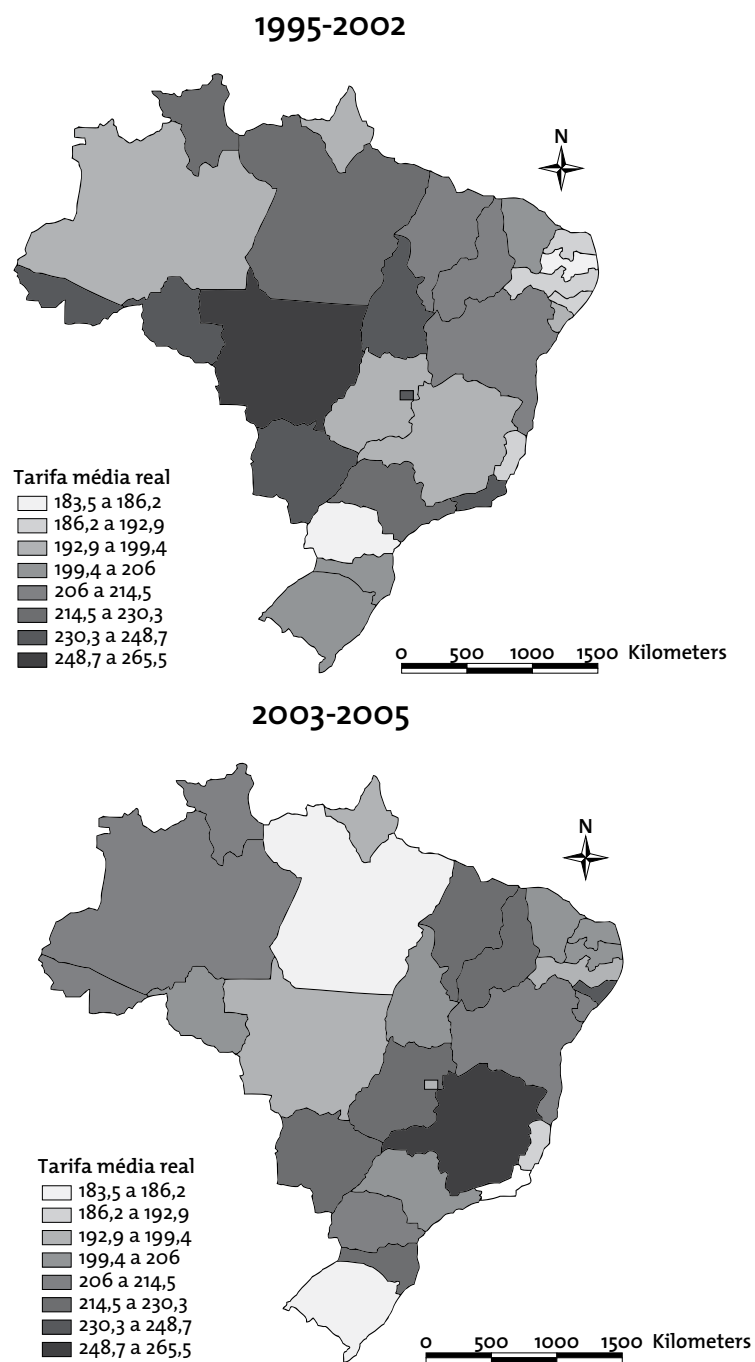 1995-2002
N
Tarifa média real
183,5 a 186,2
186,2 a 192,9
192,9 a 199,4
199,4 a 206
206 a 214,5
214,5 a 230,3
230,3 a 248,7
248,7 a 265,5
0 500 1000 1500 Kilometers
2003-2005
N
Tarifa média real
183,5 a 186,2
186,2 a 192,9
192,9 a 199,4
199,4 a 206
206 a 214,5
214,5 a 230,3
230,3 a 248,7
248,7 a 265,5
0 500 1000 1500 Kilometers